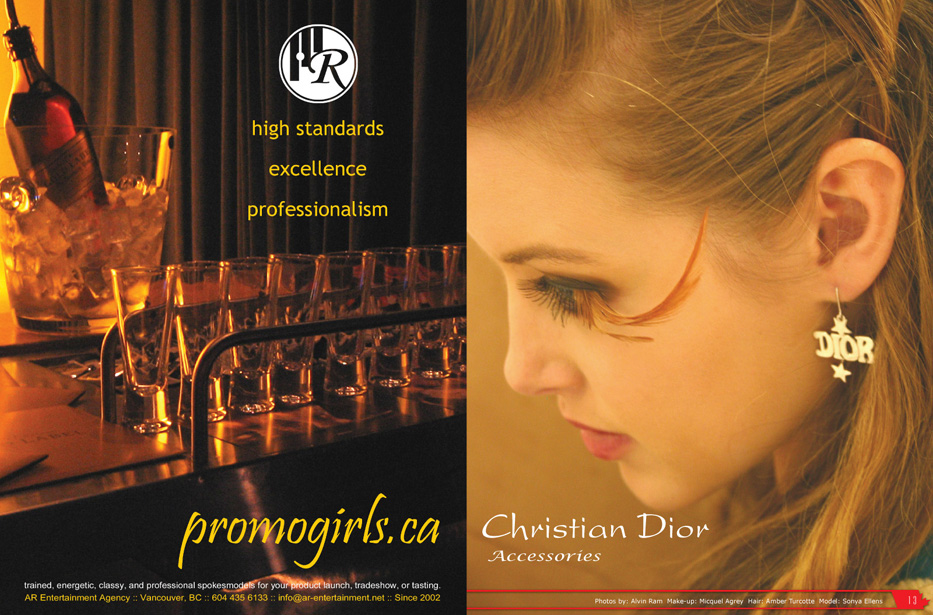 R
high standards
excellence
professionalism
LABEL
promogirls.ca
trained, energetic, classy, and professional spokesmodels for your product launch, tradeshow, or tasting.
AR Entertainment Agency :: Vancouver, BC :: 604 435 6133 :: info@ar-entertainment.net :: Since 2002
DIOR
Christian Dior
Accessories
Photos by: Alvin Ram Make-up: Micquel Agrey Hair: Amber Turcotte Model: Sonya Ellens
13